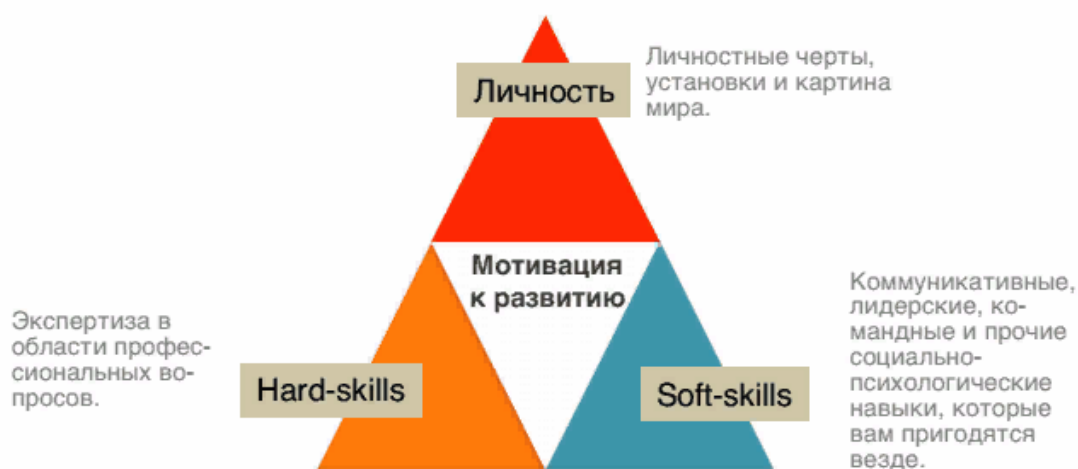 Личность
Личностные черты,
установки и картина
мира.
Мотивация
к развитию
Экспертиза в
области профес-
сиональных во-
просов.
Hard-skills
Soft-skills
Коммуникативные,
лидерские, ко-
мандные и прочие
социально-
психологические
навыки, которые
вам пригодятся
везде.